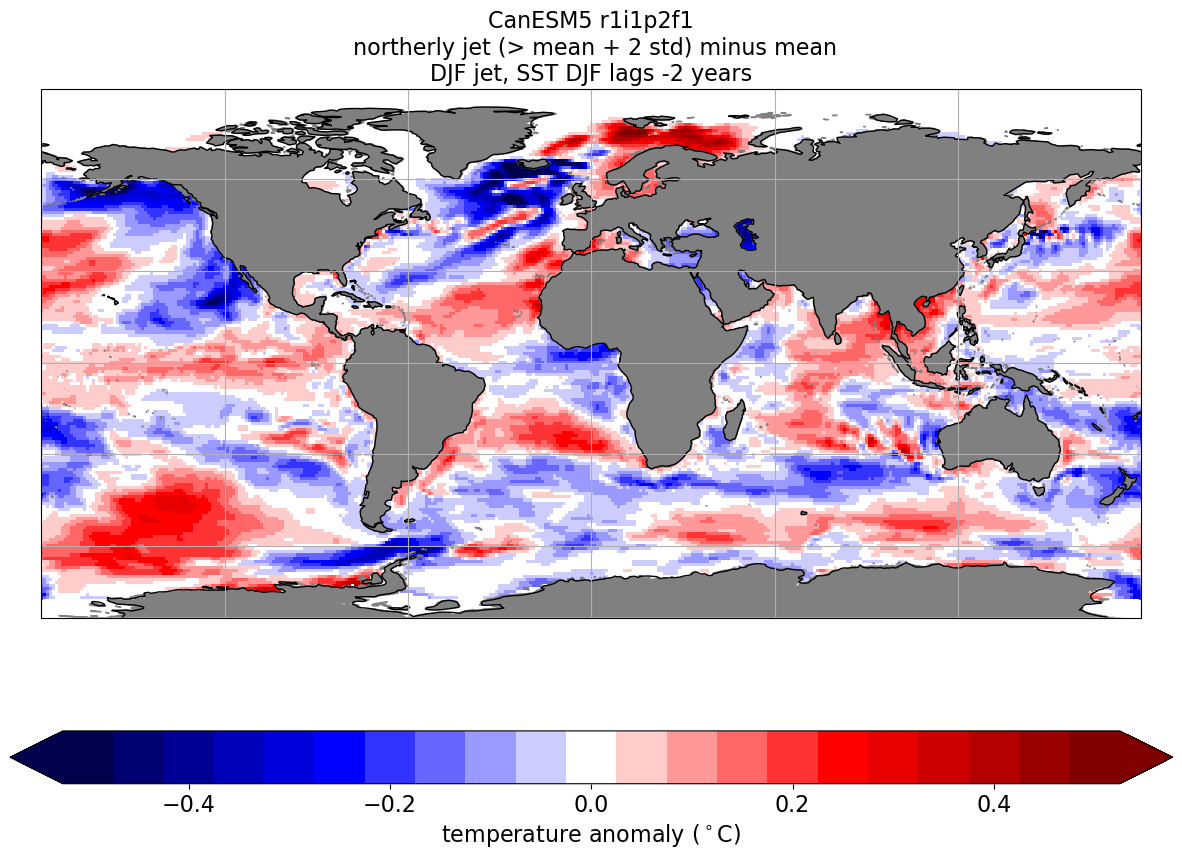 CanESM5 r1i1p2f1
northerly jet (> mean + 2 std) minus mean
DJF jet, SST DJF lags -2 years
−0.4 −0.2 0.0 0.2 0.4
temperature anomaly (°C)